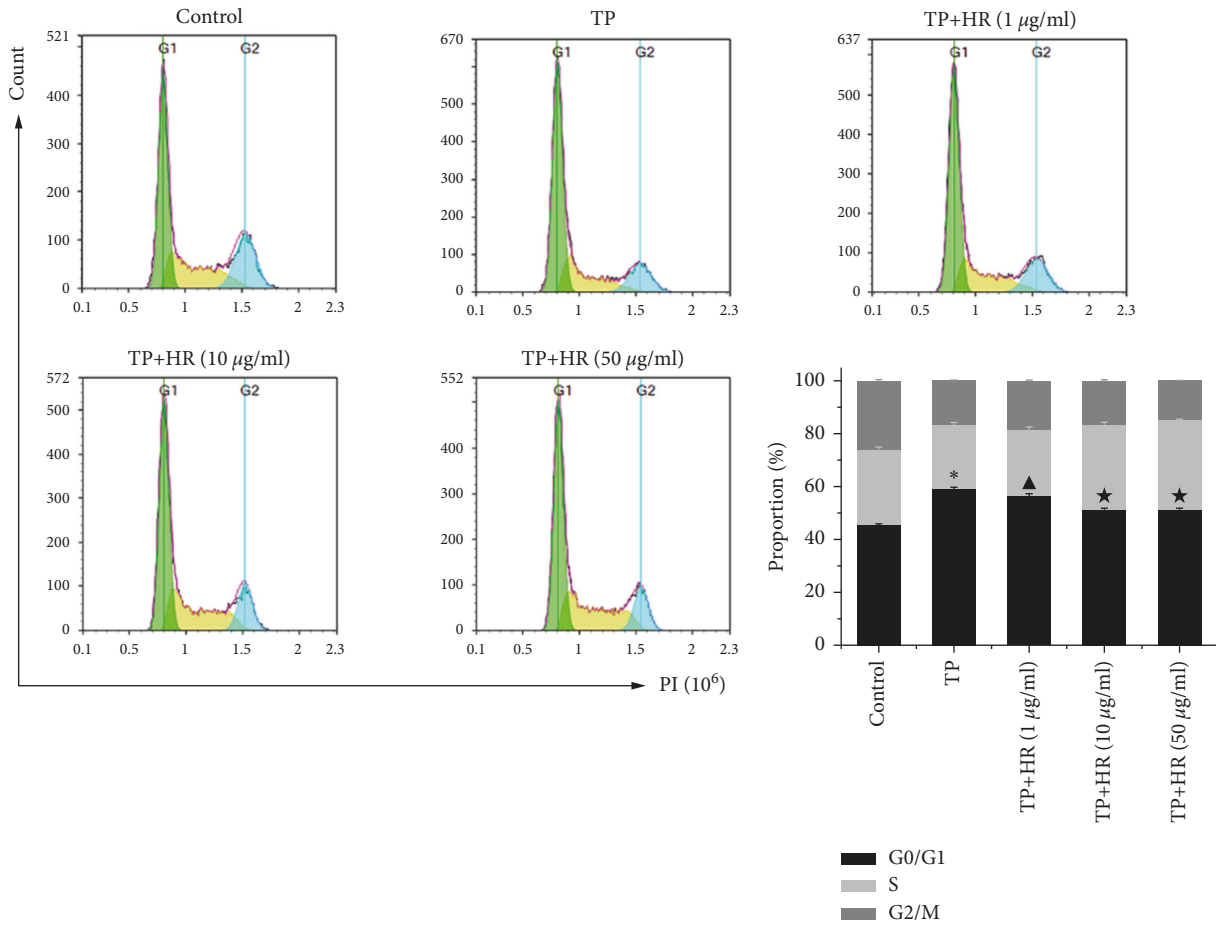 Control
521
400
300
200
100
0
G1 G2
0.1 0.5 1 1.5 2 2.3
TP
670
600
500
400
300
200
100
0
G1 G2
0.1 0.5 1 1.5 2 2.3
TP+HR (1 μg/ml)
637
500
400
300
200
100
0
G1 G2
0.1 0.5 1 1.5 2 2.3
Count
TP+HR (10 μg/ml)
572
500
400
300
200
100
0
G1 G2
0.1 0.5 1 1.5 2 2.3
TP+HR (50 μg/ml)
552
400
300
200
100
0
G1 G2
0.1 0.5 1 1.5 2 2.3
PI (10⁶)
Proportion (%)
100
80
60
40
20
0
* ▲ ★ ★
Control
TP
TP+HR (1 μg/ml)
TP+HR (10 μg/ml)
TP+HR (50 μg/ml)
G0/G1
S
G2/M